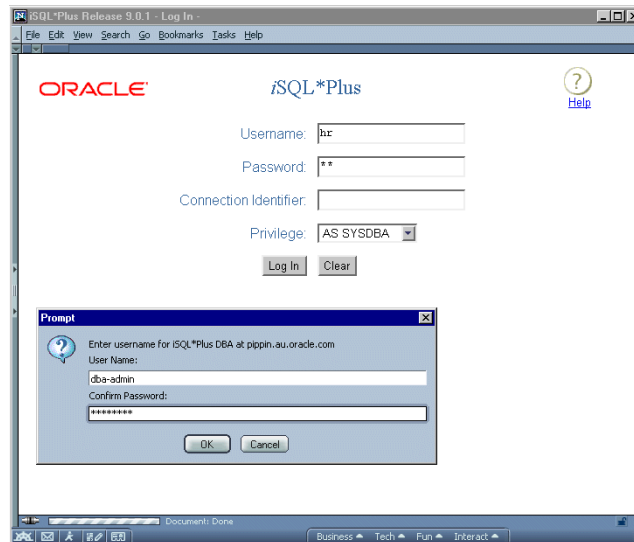 iSQL*Plus Release 9.0.1 - Log In -
File Edit View Search Go Bookmarks Tasks Help
ORACLE
iSQL*Plus
?
Help
Username: hr
Password: **
Connection Identifier:
Privilege: AS SYSDBA
Log In Clear
Prompt
Enter username for iSQL*Plus DBA at pippin.au.oracle.com
User Name:
dba-admin
Confirm Password:
********
OK Cancel
Document: Done
Business Tech Fun Interact